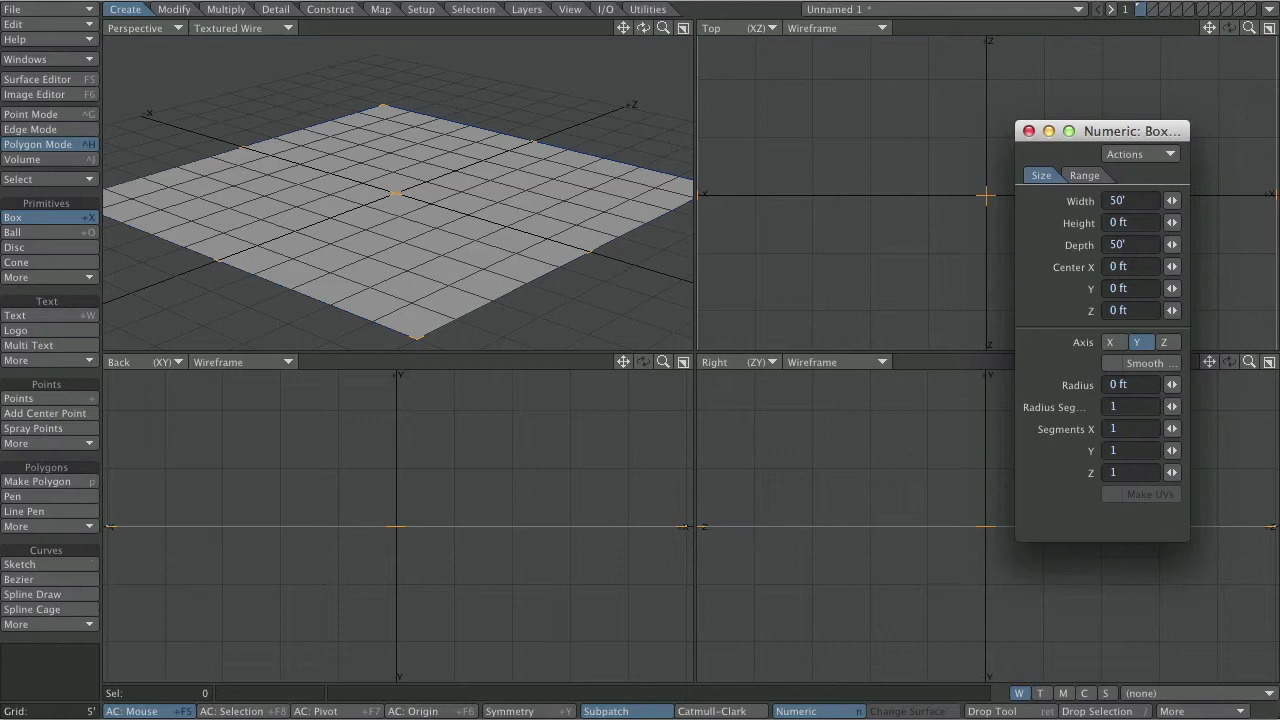 File Create Modify Multiply Detail Construct Map Setup Selection Layers View I/O Utilities Unnamed 1 * 1
Edit Perspective Textured Wire Top (XZ) Wireframe
Help
Windows
Surface Editor F5
Image Editor F6
Point Mode ^G
Edge Mode
Polygon Mode ^H
Volume ^J
Select
Primitives
Box +X
Ball +O
Disc
Cone
More
Text
Text +W
Logo
Multi Text
More
Points
Points +
Add Center Point
Spray Points
More
Polygons
Make Polygon p
Pen
Line Pen
More
Curves
Sketch
Bezier
Spline Draw
Spline Cage
More
Grid: 5'
-X
+Z
Z
X
Z
Back (XY) Wireframe
Y
Y
Right (ZY) Wireframe
Y
Z
Y
Numeric: Box...
Actions
Size Range
Width 50'
Height 0 ft
Depth 50'
Center X 0 ft
Y 0 ft
Z 0 ft
Axis X Y Z
Smooth ...
Radius 0 ft
Radius Seg... 1
Segments X 1
Y 1
Z 1
Make UVs
Sel: 0 W T M C S (none)
AC: Mouse +F5 AC: Selection +F8 AC: Pivot +F7 AC: Origin +F6 Symmetry +Y Subpatch Catmull-Clark Numeric n Change Surface Drop Tool ret Drop Selection / More